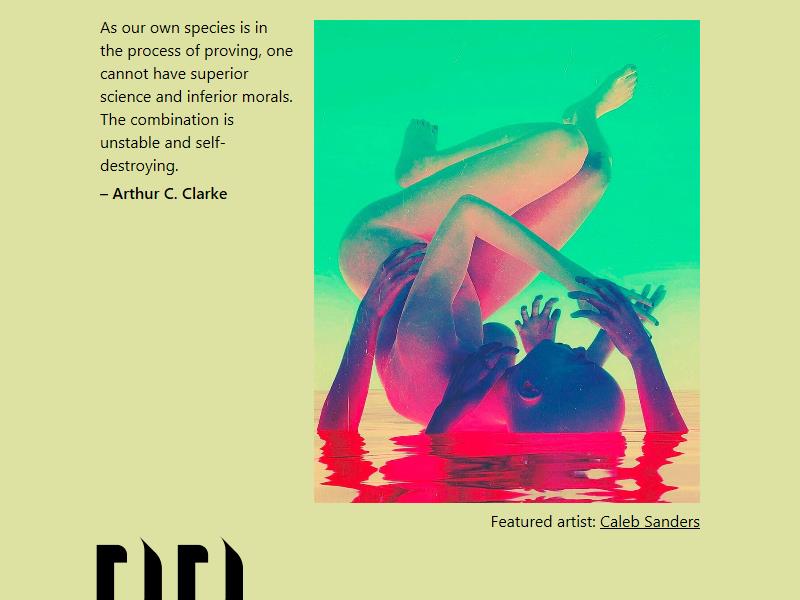 As our own species is in
the process of proving, one
cannot have superior
science and inferior morals.
The combination is
unstable and self-
destroying.
– Arthur C. Clarke
Featured artist: Caleb Sanders